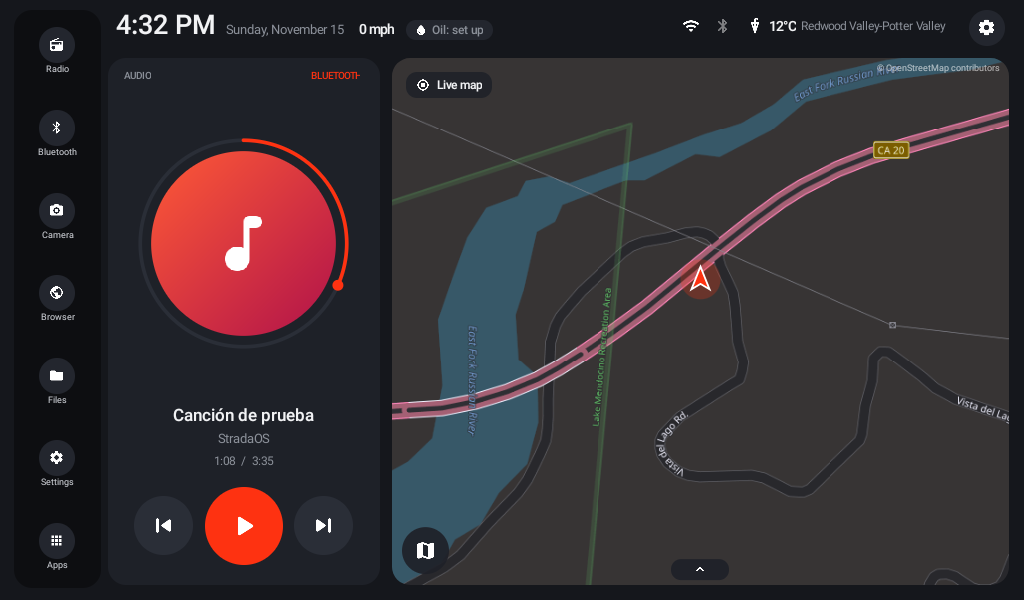 4:32 PM Sunday, November 15 0 mph Oil: set up 12°C Redwood Valley-Potter Valley
Radio
Bluetooth
Camera
Browser
Files
Settings
Apps
AUDIO BLUETOOTH
Canción de prueba
StradaOS
1:08 / 3:35
Live map
© OpenStreetMap contributors
East Fork Russian River
CA 20
East Fork Russian River
Lake Mendocino Recreation Area
Vista del Lago Rd.
Vista del Lag